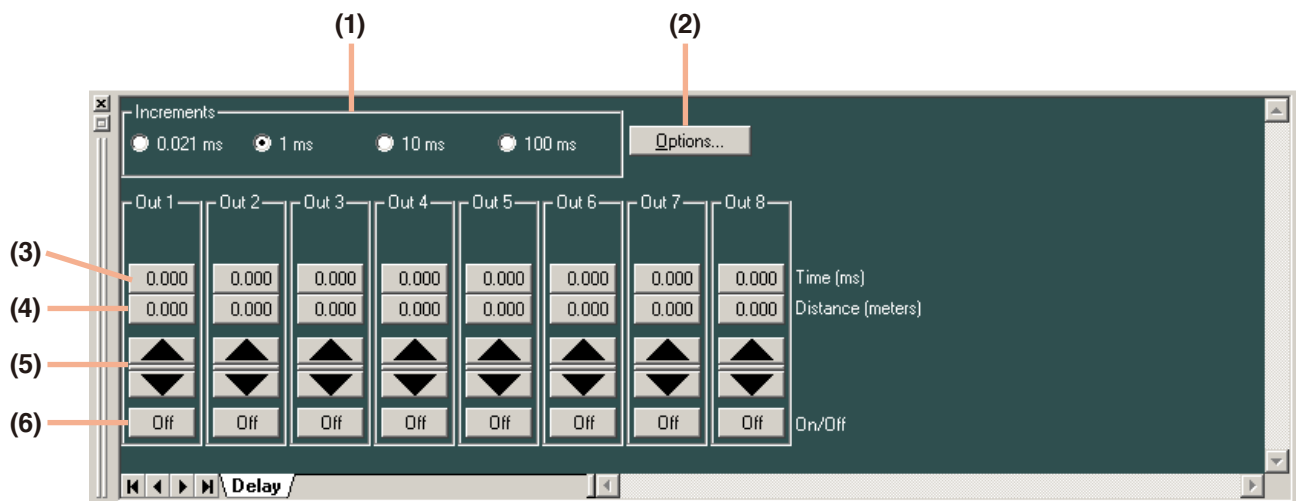 (1) (2)
Increments
0.021 ms 1 ms 10 ms 100 ms Options...
Out 1 Out 2 Out 3 Out 4 Out 5 Out 6 Out 7 Out 8
(3) 0.000 0.000 0.000 0.000 0.000 0.000 0.000 0.000 Time (ms)
(4) 0.000 0.000 0.000 0.000 0.000 0.000 0.000 0.000 Distance (meters)
(5)
(6) Off Off Off Off Off Off Off Off On/Off
Delay